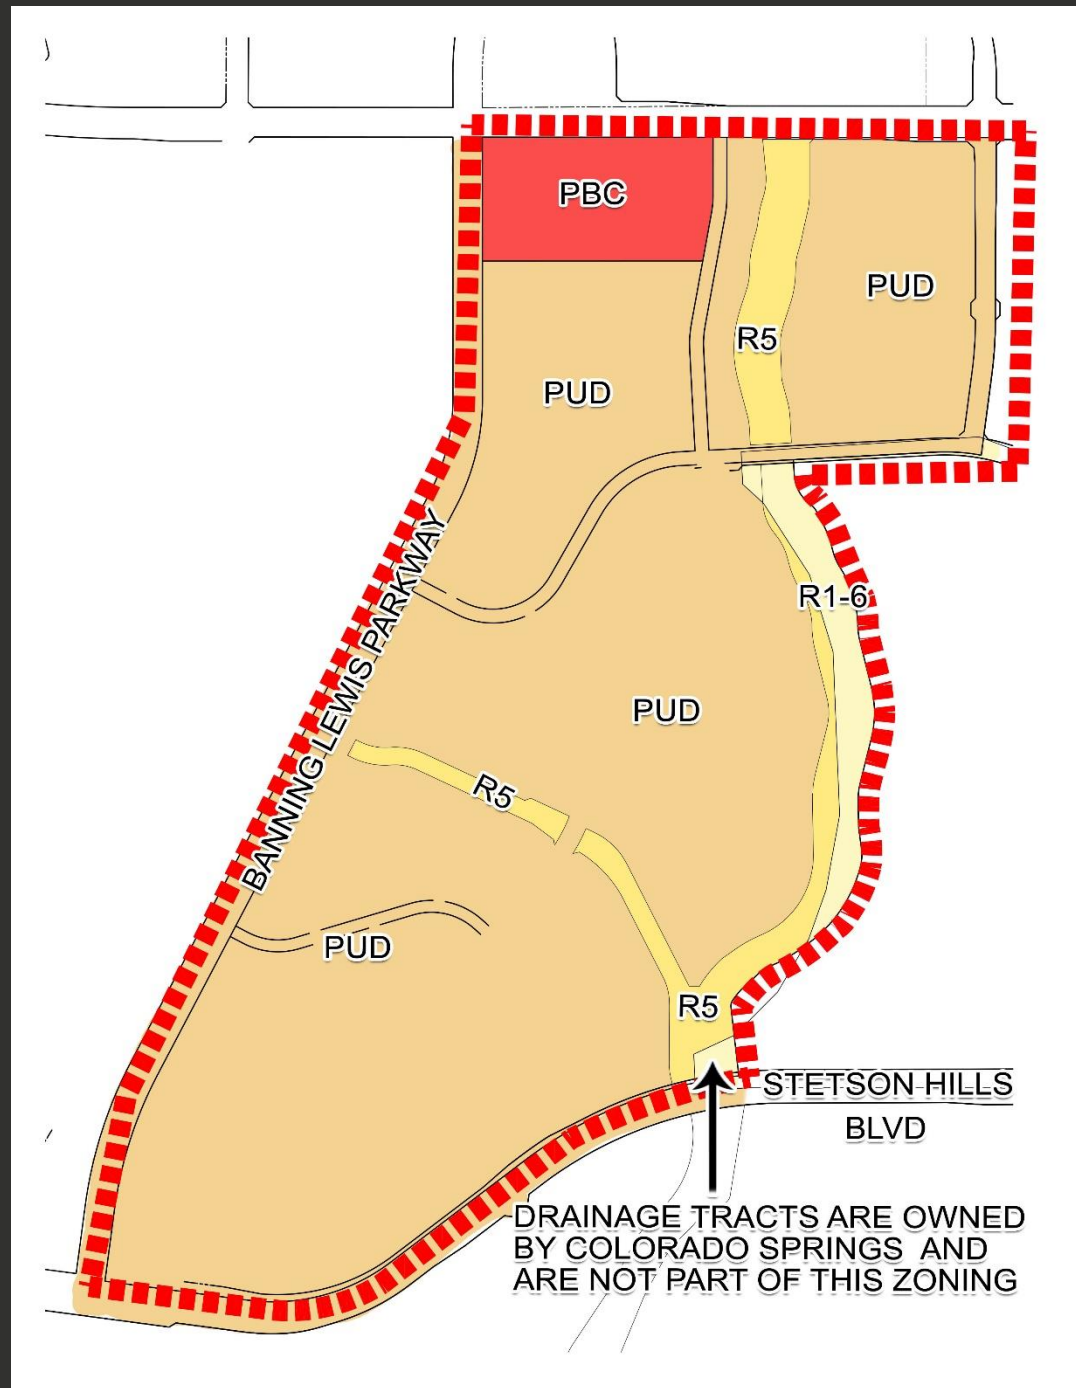 PBC
PUD
R5
PUD
R1-6
BANNING LEWIS PARKWAY
PUD
R5
PUD
R5
STETSON HILLS
BLVD
DRAINAGE TRACTS ARE OWNED
BY COLORADO SPRINGS AND
ARE NOT PART OF THIS ZONING